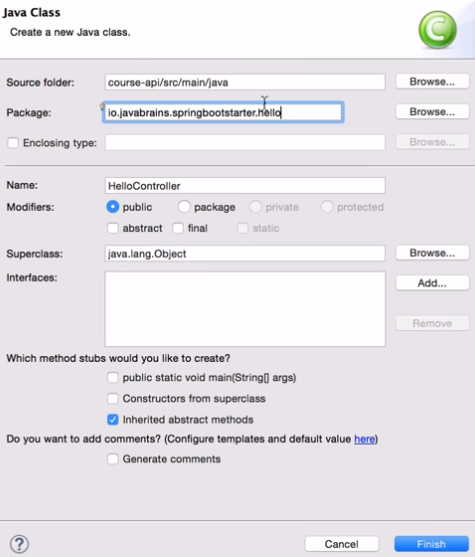 Java Class
Create a new Java class.
Source folder: course-api/src/main/java Browse...
Package: io.javabrains.springbootstarter.hello Browse...
Enclosing type: Browse...
Name: HelloController
Modifiers: public package private protected
abstract final static
Superclass: java.lang.Object Browse...
Interfaces: Add...
Remove
Which method stubs would you like to create?
public static void main(String[] args)
Constructors from superclass
Inherited abstract methods
Do you want to add comments? (Configure templates and default value here)
Generate comments
? Cancel Finish